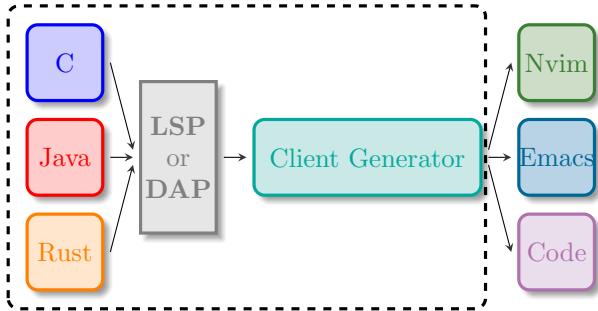 C
Java
Rust
LSP
or
DAP
Client Generator
Nvim
Emacs
Code